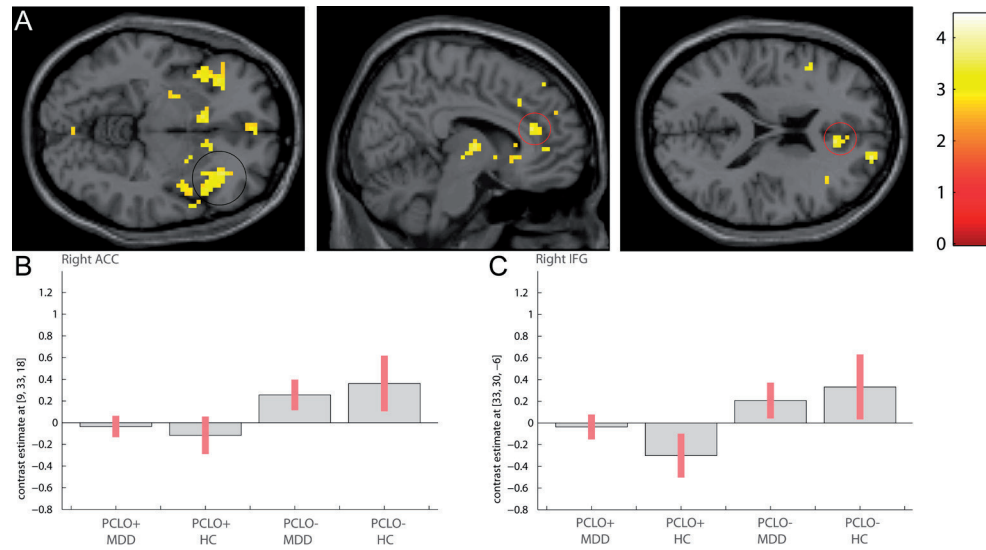 A
4
3
2
1
0
B
Right ACC
1.2
1
0.8
0.6
0.4
0.2
0
−0.2
−0.4
−0.6
−0.8
contrast estimate at [9, 33, 18]
PCLO+
MDD
PCLO+
HC
PCLO-
MDD
PCLO-
HC
C
Right IFG
1.2
1
0.8
0.6
0.4
0.2
0
−0.2
−0.4
−0.6
−0.8
contrast estimate at [33, 30, −6]
PCLO+
MDD
PCLO+
HC
PCLO-
MDD
PCLO-
HC